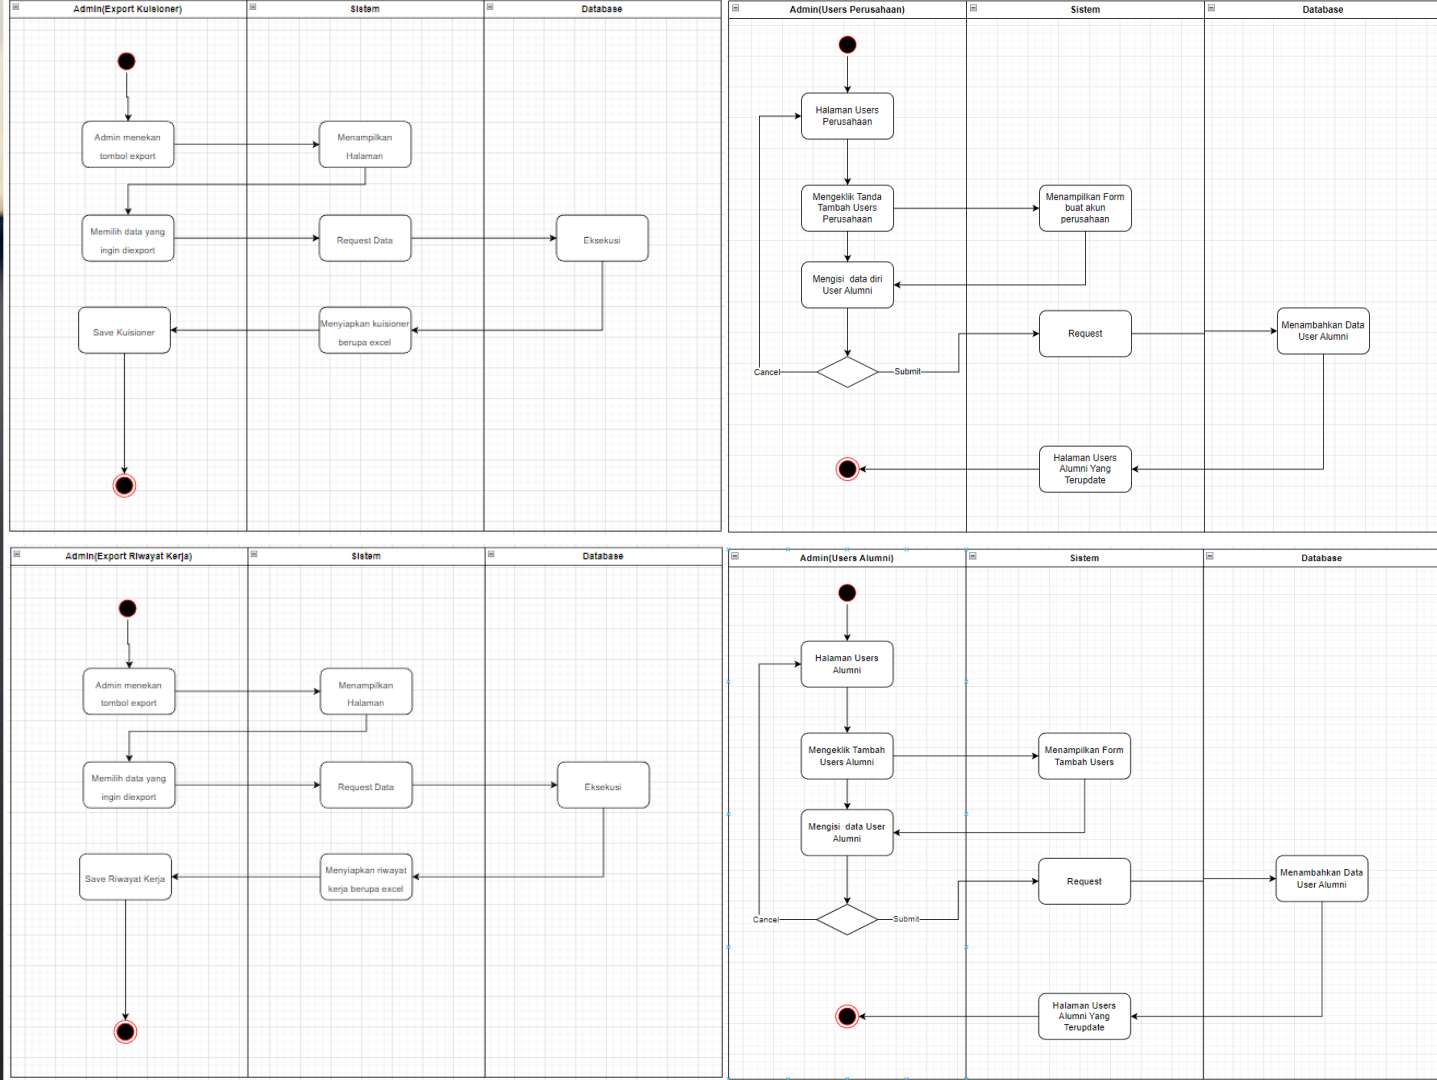 Admin(Export Kuisioner)
Sistem
Database
Admin menekan
tombol export
Menampilkan
Halaman
Memilih data yang
ingin diexport
Request Data
Eksekusi
Save Kuisioner
Menyiapkan kuisioner
berupa excel
Admin(Users Perusahaan)
Sistem
Database
Halaman Users
Perusahaan
Mengeklik Tanda
Tambah Users
Perusahaan
Menampilkan Form
buat akun
perusahaan
Mengisi data diri
User Alumni
Cancel
Submit
Request
Menambahkan Data
User Alumni
Halaman Users
Alumni Yang
Terupdate
Admin(Export Riwayat Kerja)
Sistem
Database
Admin menekan
tombol export
Menampilkan
Halaman
Memilih data yang
ingin diexport
Request Data
Eksekusi
Save Riwayat Kerja
Menyiapkan riwayat
kerja berupa excel
Admin(Users Alumni)
Sistem
Database
Halaman Users
Alumni
Mengeklik Tambah
Users Alumni
Menampilkan Form
Tambah Users
Mengisi data User
Alumni
Cancel
Submit
Request
Menambahkan Data
User Alumni
Halaman Users
Alumni Yang
Terupdate